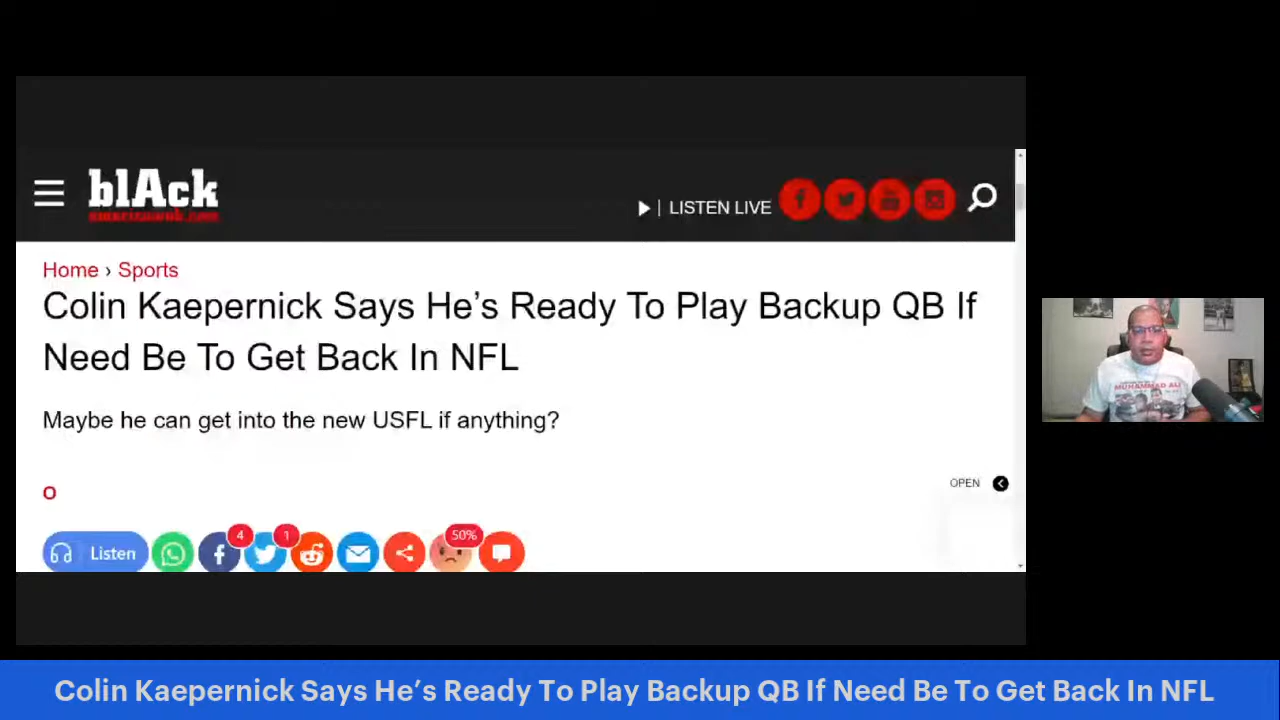 blAck
LISTEN LIVE
Home › Sports
Colin Kaepernick Says He's Ready To Play Backup QB If
Need Be To Get Back In NFL
Maybe he can get into the new USFL if anything?
0
OPEN
4
1
50%
Listen
MUHAMMAD ALI
Colin Kaepernick Says He's Ready To Play Backup QB If Need Be To Get Back In NFL